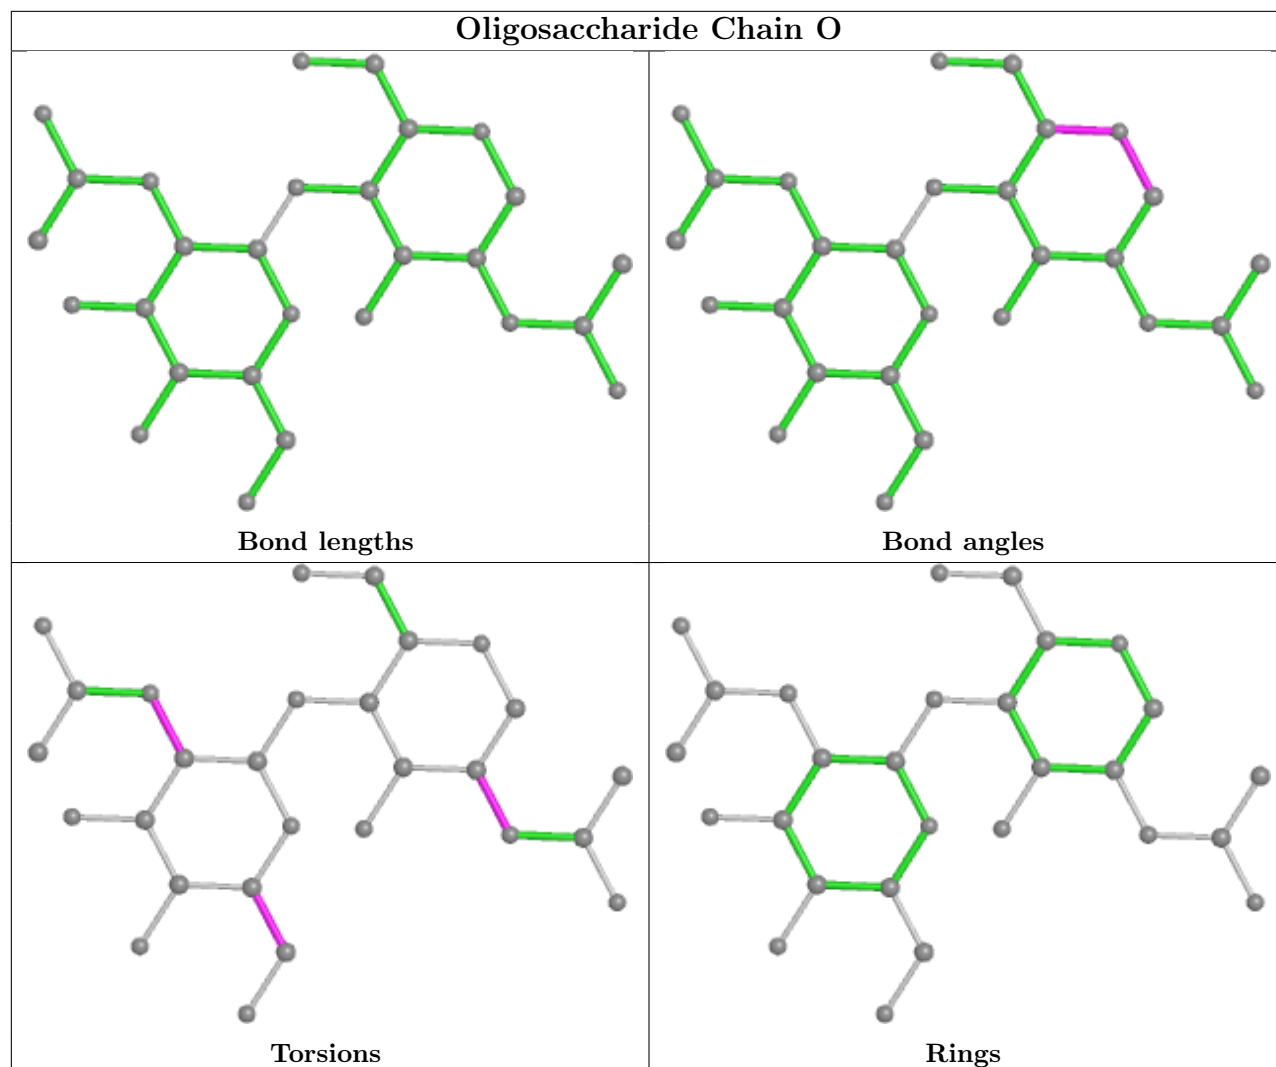 Oligosaccharide Chain O
Bond lengths
Bond angles
Torsions
Rings